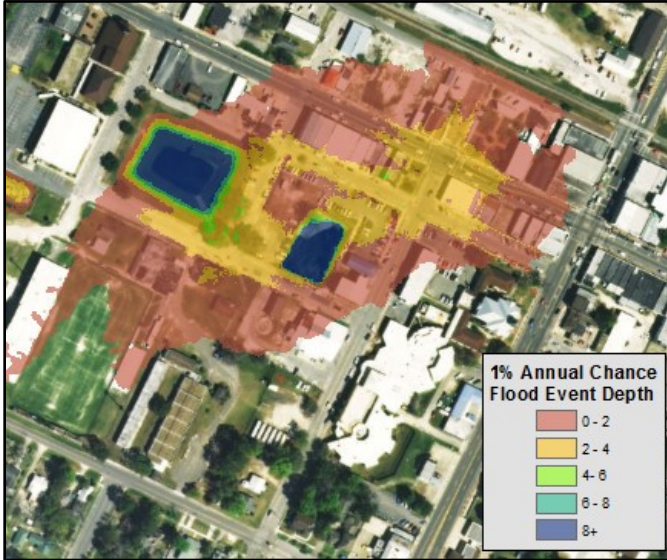 1% Annual Chance
Flood Event Depth
0 - 2
2 - 4
4 - 6
6 - 8
8+